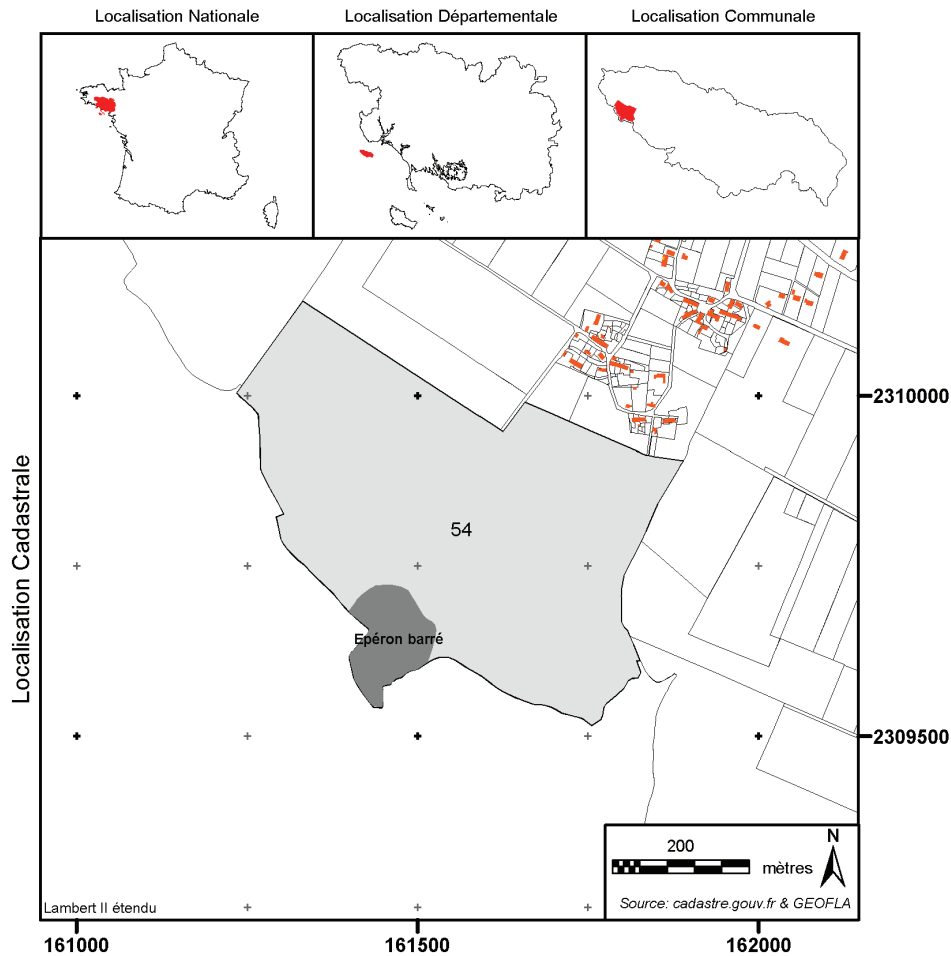 Localisation Nationale
Localisation Départementale
Localisation Communale
Localisation Cadastrale
54
Epéron barré
2310000
2309500
200
mètres
N
Source: cadastre.gouv.fr & GEOFLA
Lambert II étendu
161000
161500
162000